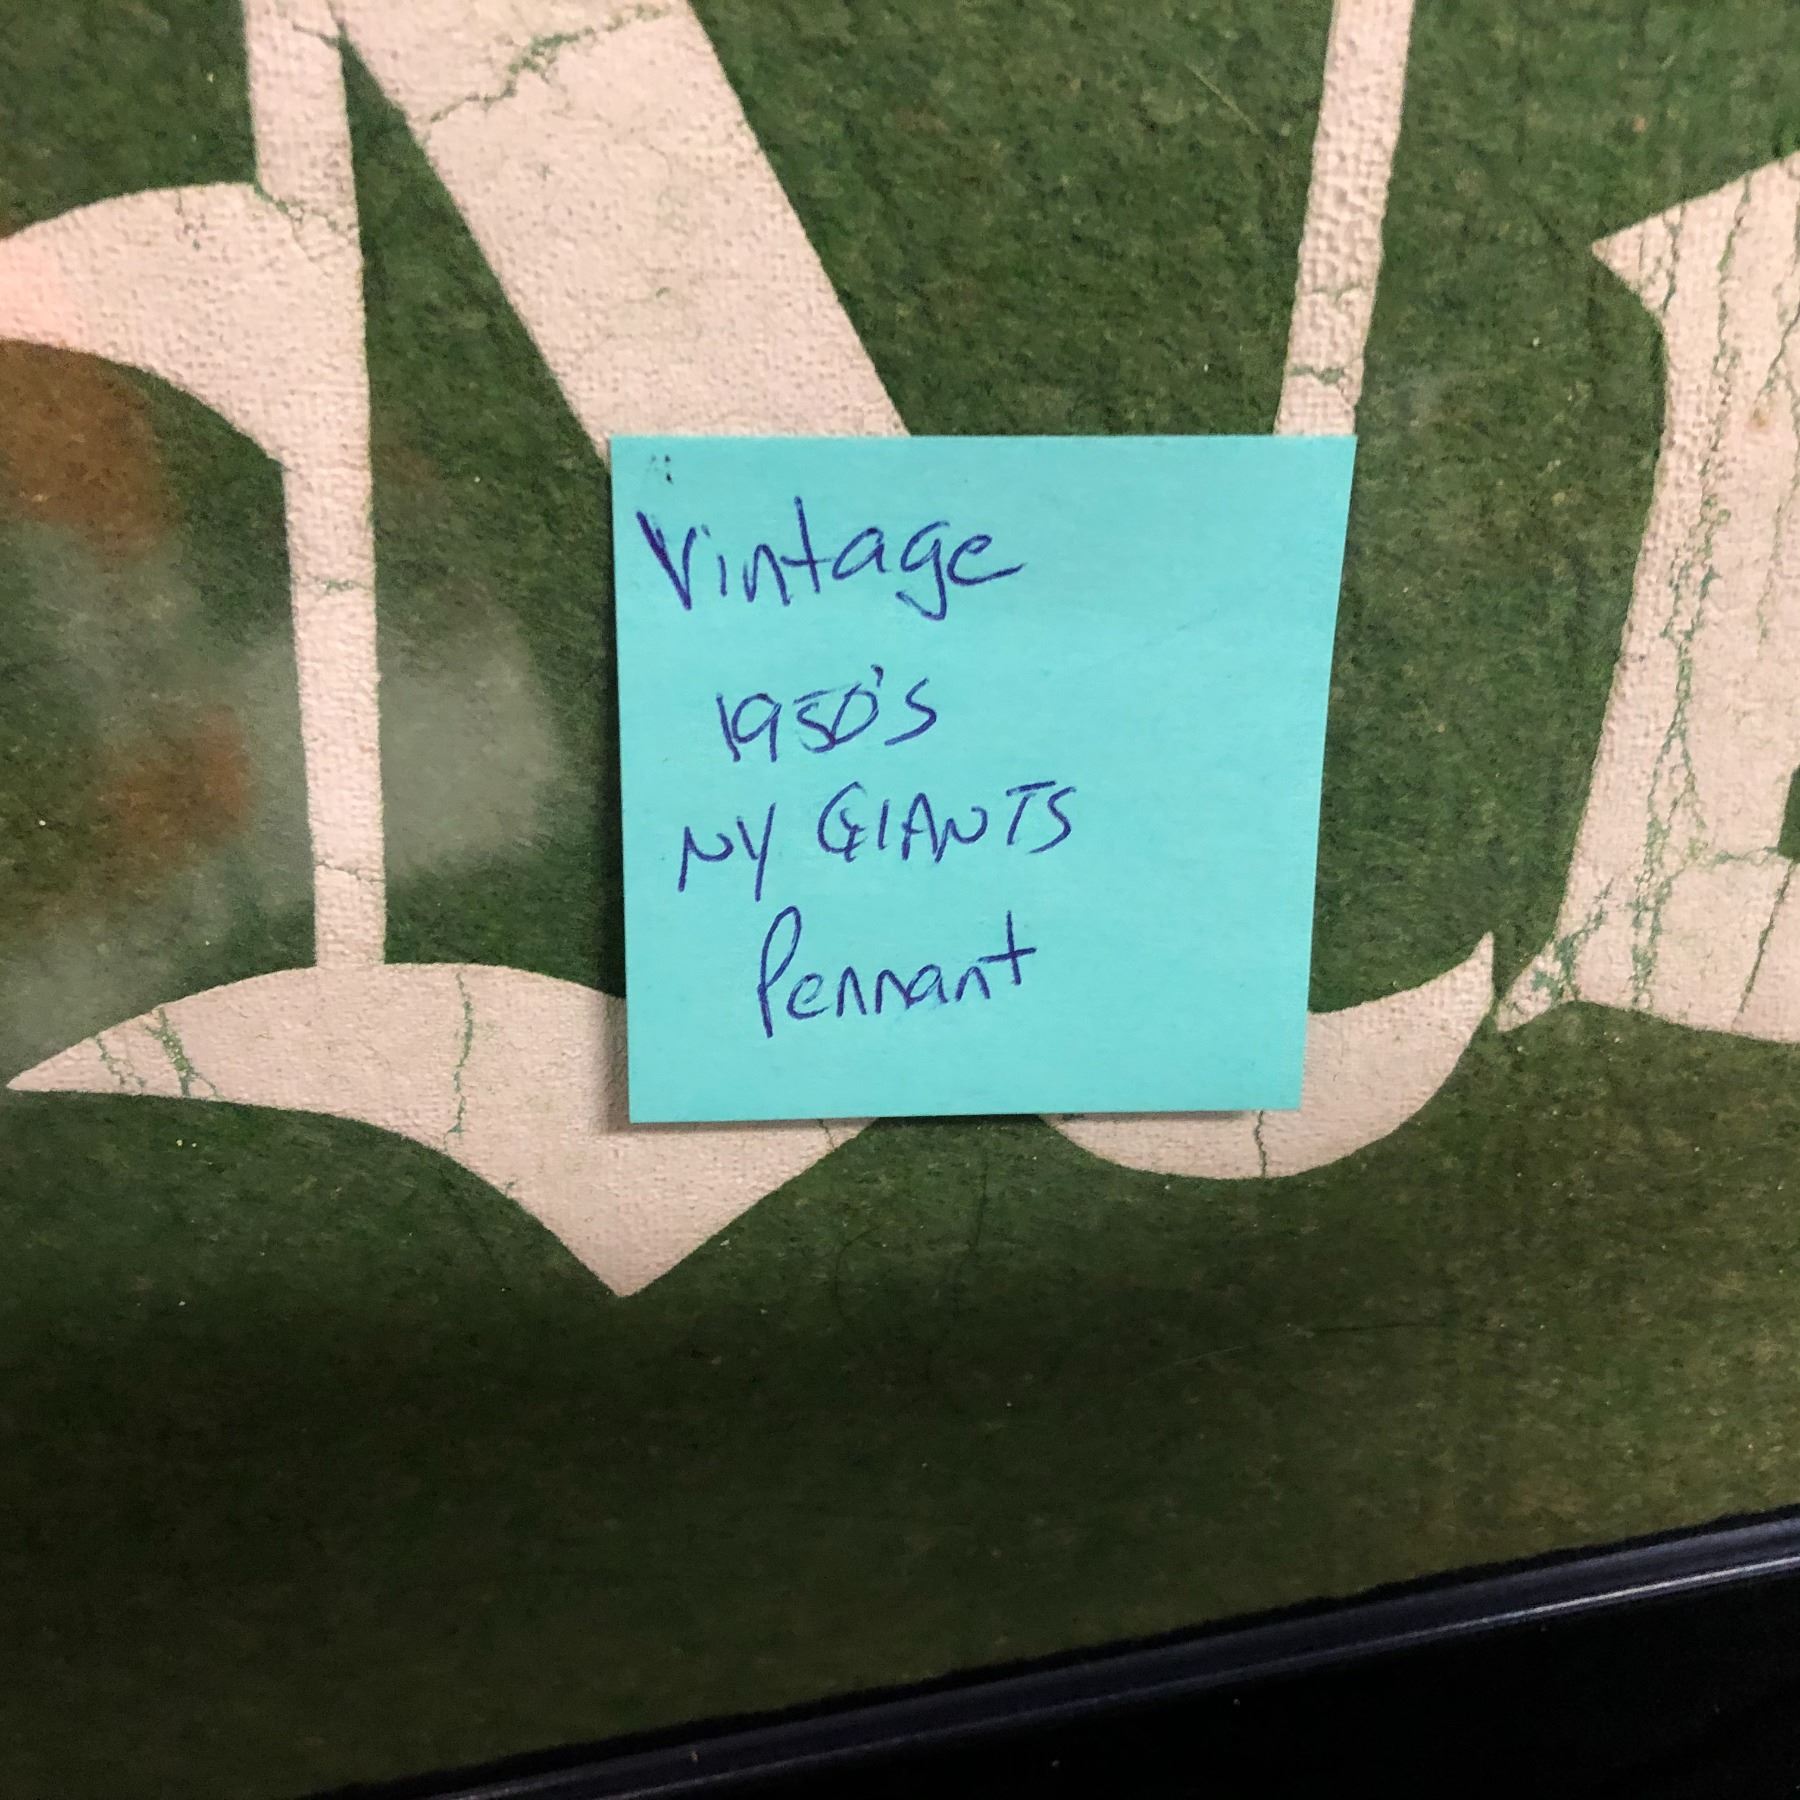 Vintage
1950's
NY GIANTS
Pennant